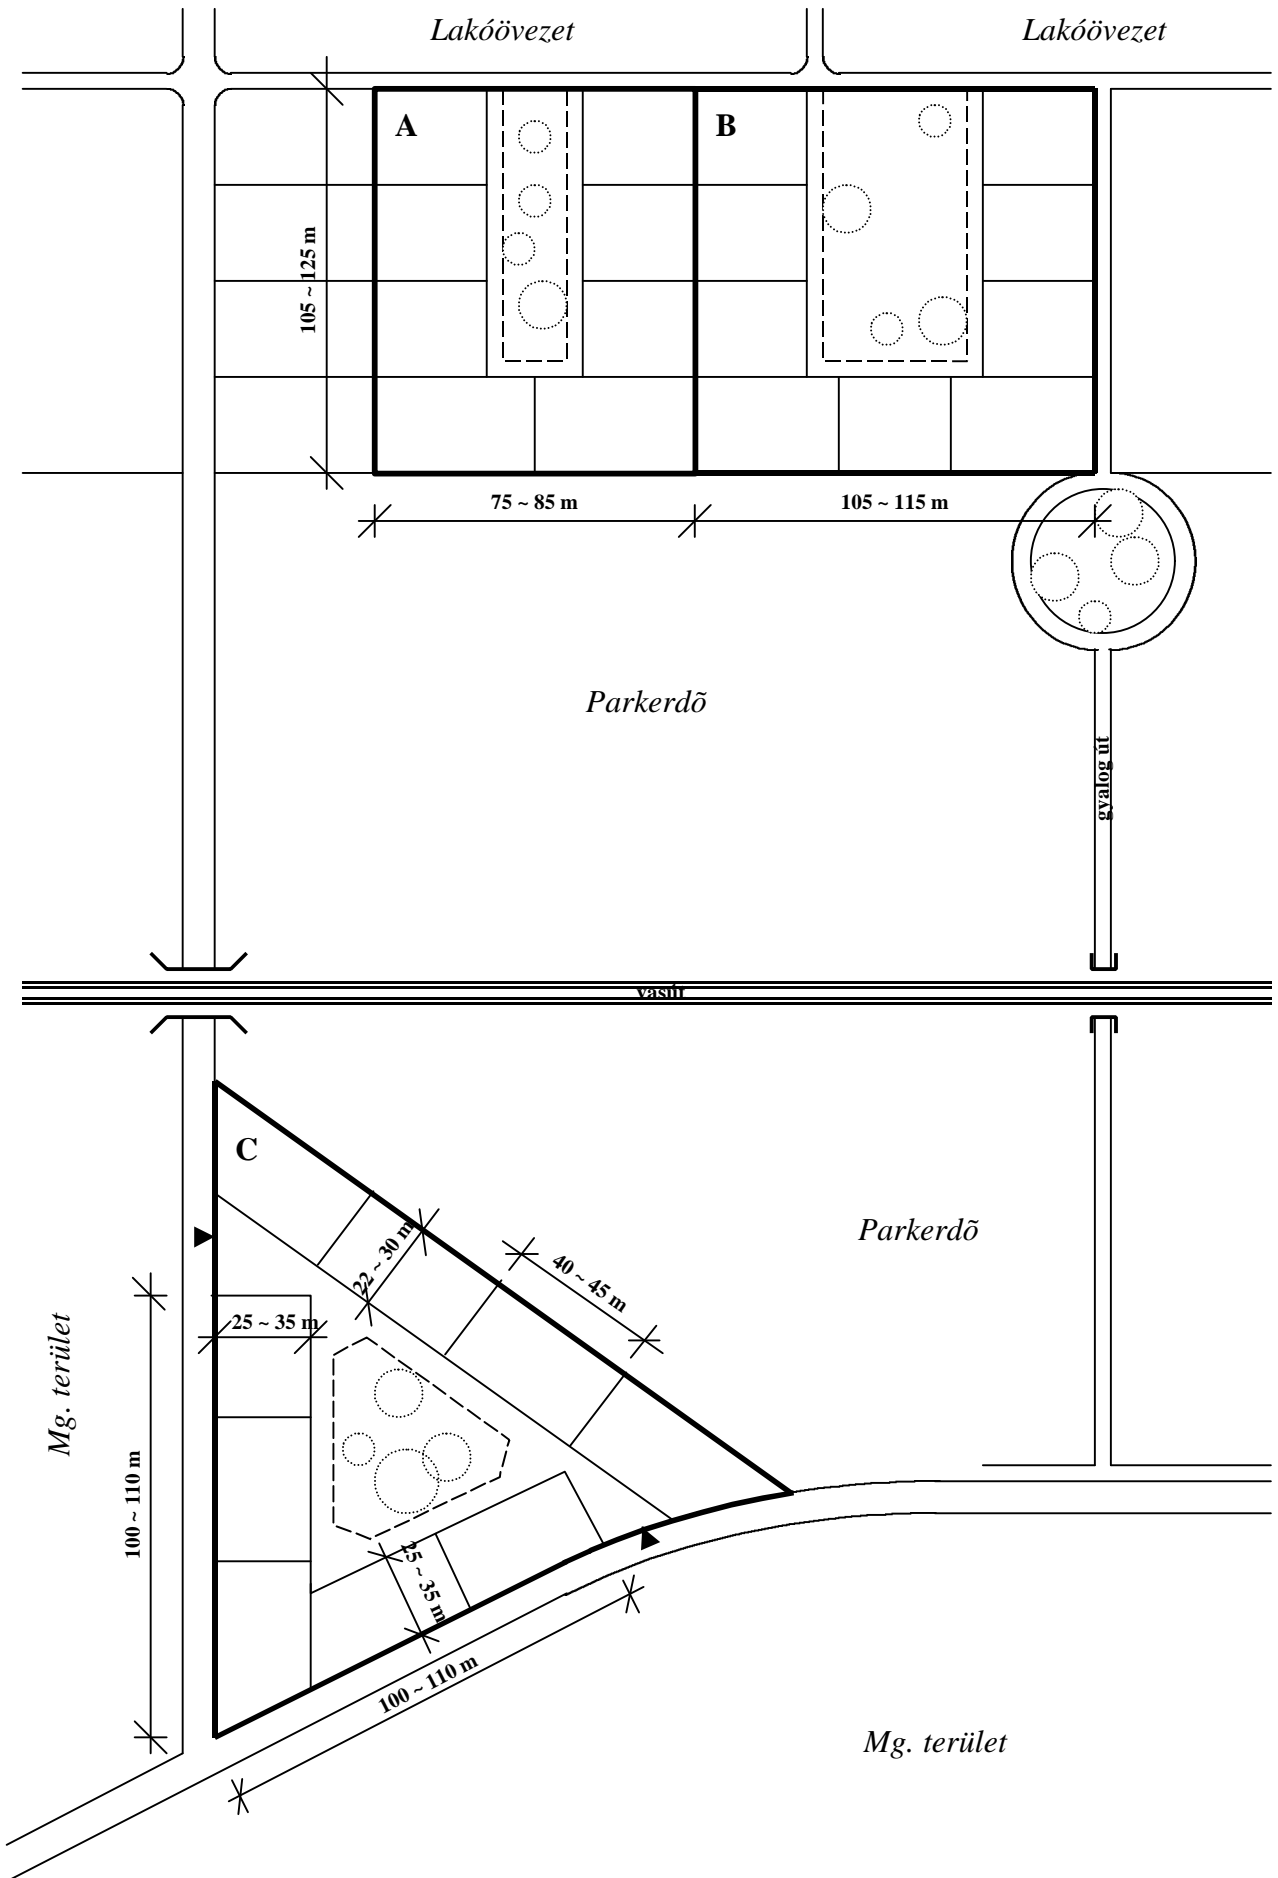 Lakóövezet
Lakóövezet
A
B
105 ~ 125 m
75 ~ 85 m
105 ~ 115 m
Parkerdõ
gyalog út
vasút
C
22 ~ 30 m
40 ~ 45 m
Parkerdõ
25 ~ 35 m
Mg. terület
100 ~ 110 m
25 ~ 35 m
100 ~ 110 m
Mg. terület